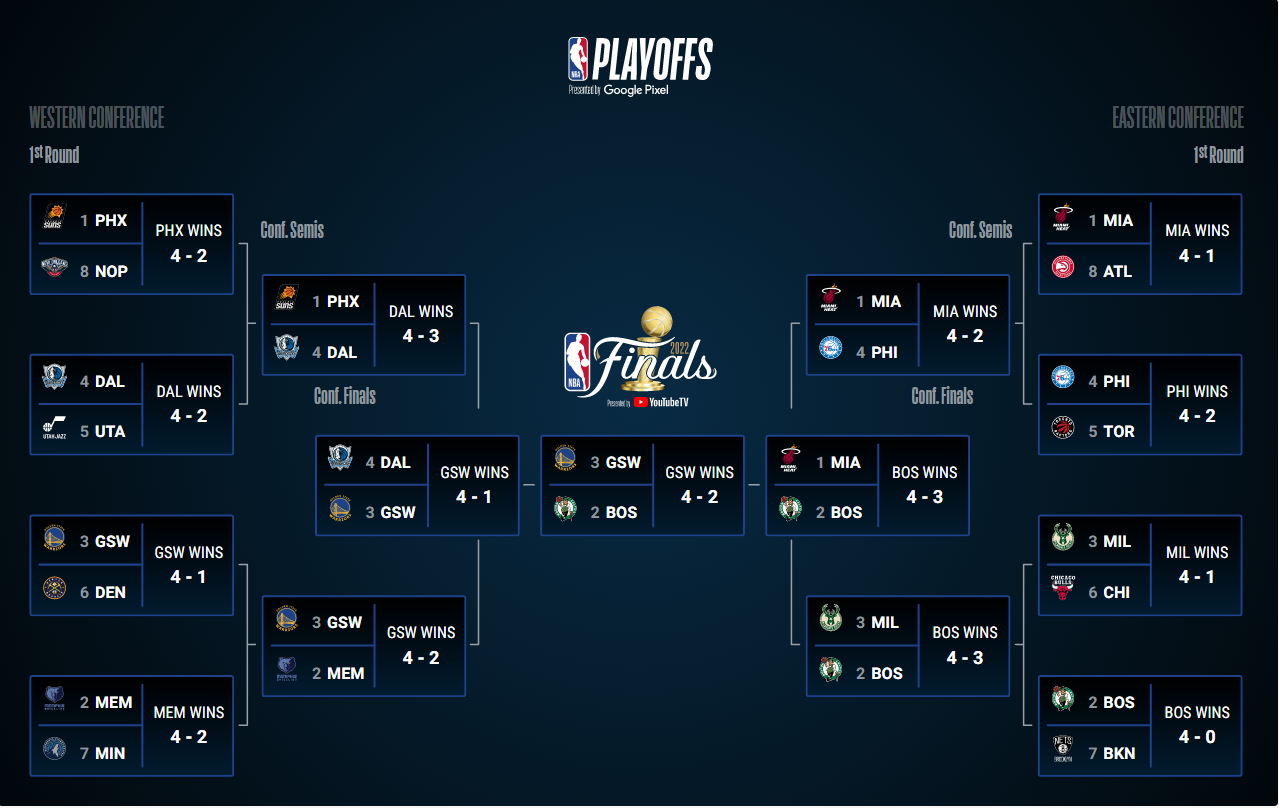 NBA PLAYOFFS
Presented by Google Pixel
WESTERN CONFERENCE
1st Round
1 PHX
8 NOP
PHX WINS
4 - 2
4 DAL
5 UTA
DAL WINS
4 - 2
3 GSW
6 DEN
GSW WINS
4 - 1
2 MEM
7 MIN
MEM WINS
4 - 2
Conf. Semis
1 PHX
4 DAL
DAL WINS
4 - 3
3 GSW
2 MEM
GSW WINS
4 - 2
Conf. Finals
4 DAL
3 GSW
GSW WINS
4 - 1
NBA Finals 2022
Presented by YouTubeTV
3 GSW
2 BOS
GSW WINS
4 - 2
Conf. Finals
1 MIA
2 BOS
BOS WINS
4 - 3
Conf. Semis
1 MIA
4 PHI
MIA WINS
4 - 2
3 MIL
2 BOS
BOS WINS
4 - 3
EASTERN CONFERENCE
1st Round
1 MIA
8 ATL
MIA WINS
4 - 1
4 PHI
5 TOR
PHI WINS
4 - 2
3 MIL
CHICAGO BULLS
6 CHI
MIL WINS
4 - 1
2 BOS
NETS
BROOKLYN
7 BKN
BOS WINS
4 - 0